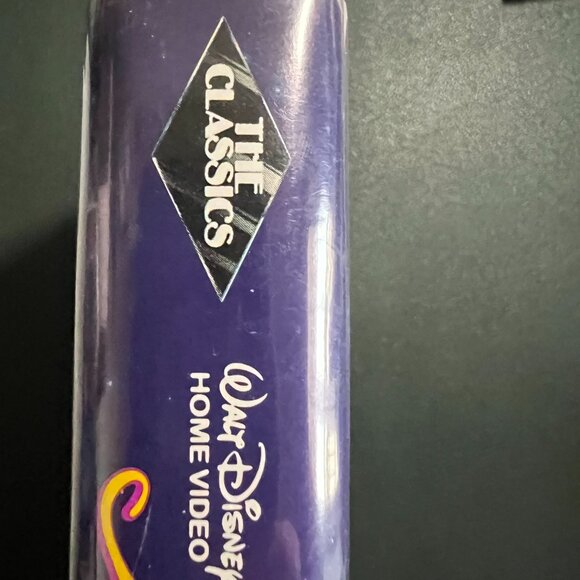 THE
CLASSICS
WALT DISNEY
HOME VIDEO